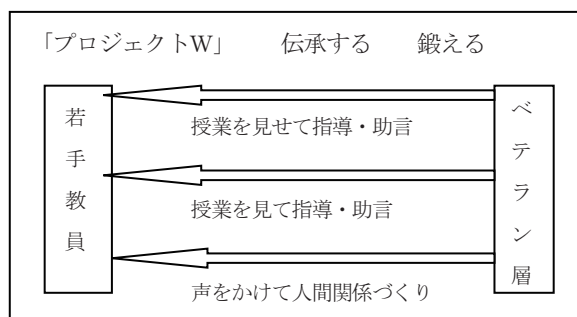 「プロジェクトW」　伝承する　鍛える
若手教員
授業を見せて指導・助言
授業を見て指導・助言
声をかけて人間関係づくり
ベテラン層